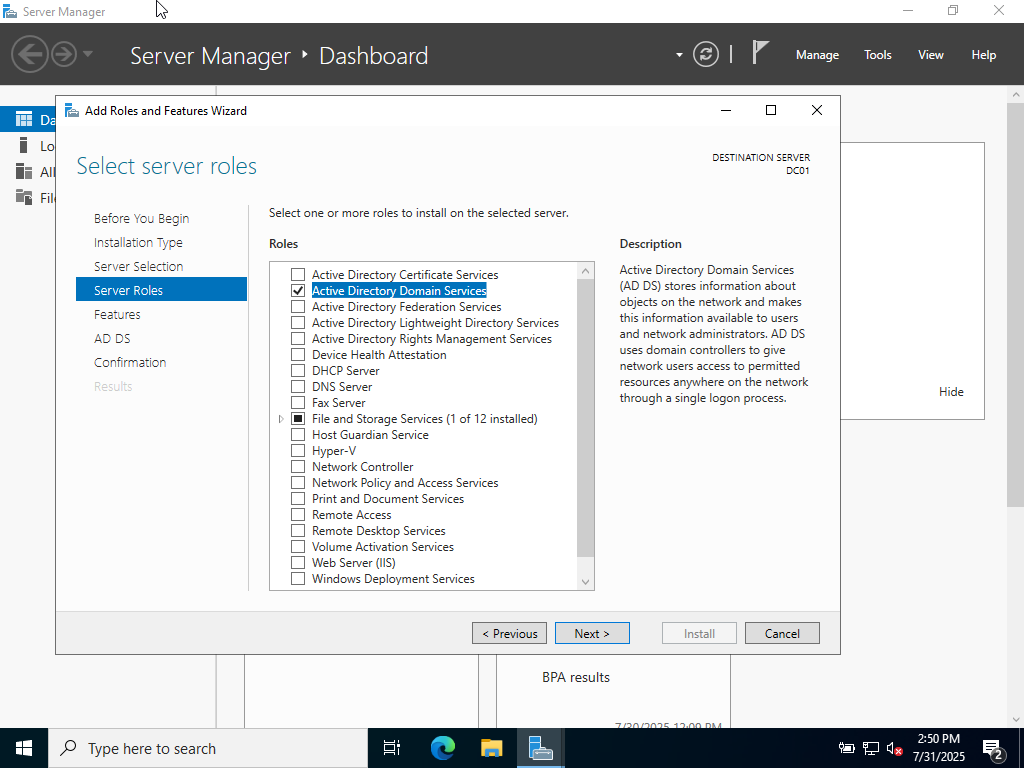 Server Manager
Server Manager ‣ Dashboard
Manage
Tools
View
Help
Da
Lo
All
File
Add Roles and Features Wizard
Select server roles
DESTINATION SERVER
DC01
Before You Begin
Installation Type
Server Selection
Server Roles
Features
AD DS
Confirmation
Results
Select one or more roles to install on the selected server.
Roles
Active Directory Certificate Services
Active Directory Domain Services
Active Directory Federation Services
Active Directory Lightweight Directory Services
Active Directory Rights Management Services
Device Health Attestation
DHCP Server
DNS Server
Fax Server
File and Storage Services (1 of 12 installed)
Host Guardian Service
Hyper-V
Network Controller
Network Policy and Access Services
Print and Document Services
Remote Access
Remote Desktop Services
Volume Activation Services
Web Server (IIS)
Windows Deployment Services
Description
Active Directory Domain Services
(AD DS) stores information about
objects on the network and makes
this information available to users
and network administrators. AD DS
uses domain controllers to give
network users access to permitted
resources anywhere on the network
through a single logon process.
Hide
< Previous
Next >
Install
Cancel
BPA results
7/30/2025 12:09 PM
Type here to search
2:50 PM
7/31/2025
2